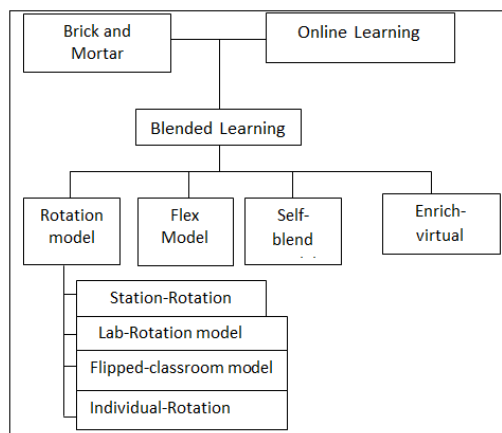 Brick and
Mortar
Online Learning
Blended Learning
Rotation
model
Flex
Model
Self-
blend
Enrich-
virtual
Station-Rotation
Lab-Rotation model
Flipped-classroom model
Individual-Rotation